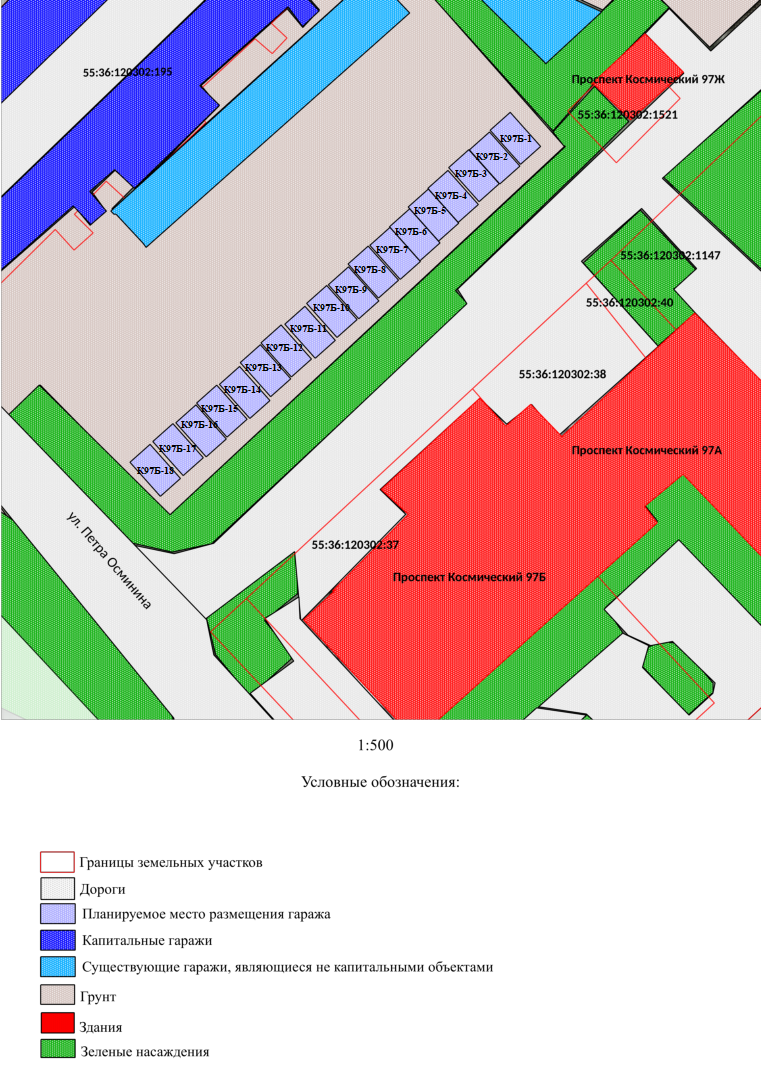 55:36:120302:195
Проспект Космический 97Ж
55:36:120302:1521
К97Б-1
К97Б-2
К97Б-3
К97Б-4
К97Б-5
К97Б-6
К97Б-7
К97Б-8
К97Б-9
К97Б-10
К97Б-11
К97Б-12
К97Б-13
К97Б-14
К97Б-15
К97Б-16
К97Б-17
К97Б-18
55:36:120302:1147
55:36:120302:40
55:36:120302:38
Проспект Космический 97А
ул. Петра Осминина
55:36:120302:37
Проспект Космический 97Б
1:500
Условные обозначения:
Границы земельных участков
Дороги
Планируемое место размещения гаража
Капитальные гаражи
Существующие гаражи, являющиеся не капитальными объектами
Грунт
Здания
Зеленые насаждения